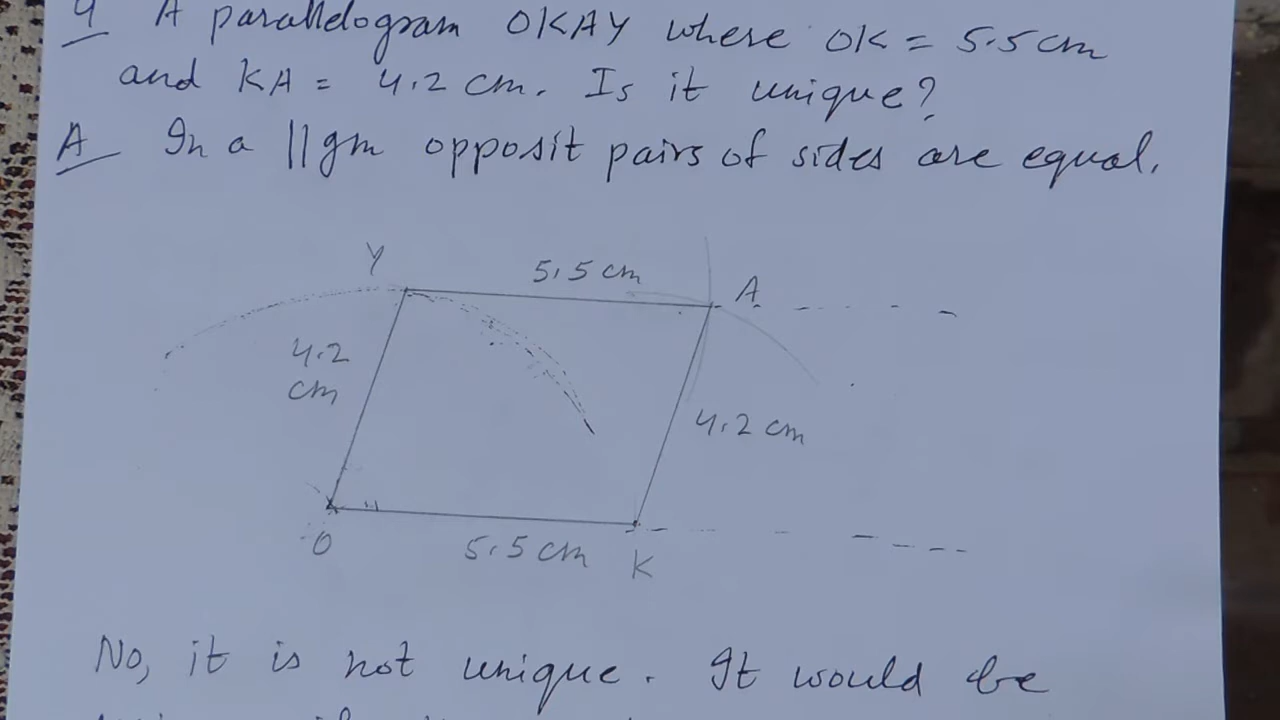 4 A parallelogram OKAY where OK = 5.5 cm
and KA = 4.2 cm. Is it unique?
A In a ||gm opposit pairs of sides are equal.
Y
5.5 cm
A
4.2
cm
4.2 cm
O
5.5 cm
K
No, it is not unique. It would be